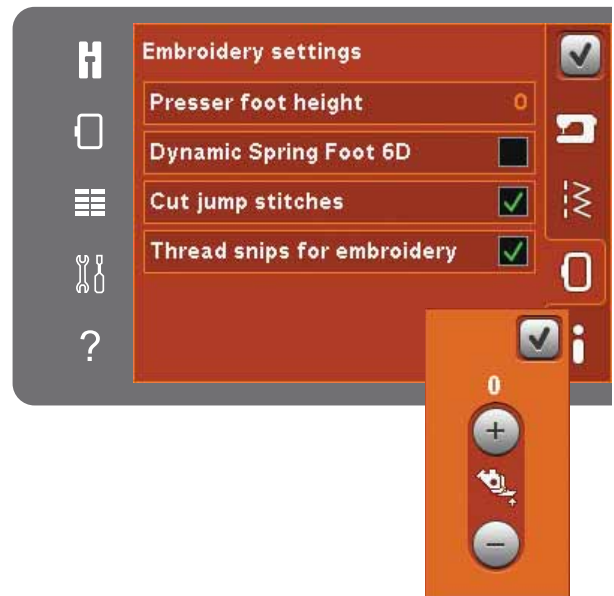 Embroidery settings
Presser foot height 0
Dynamic Spring Foot 6D
Cut jump stitches
Thread snips for embroidery
?
i
0
+
−